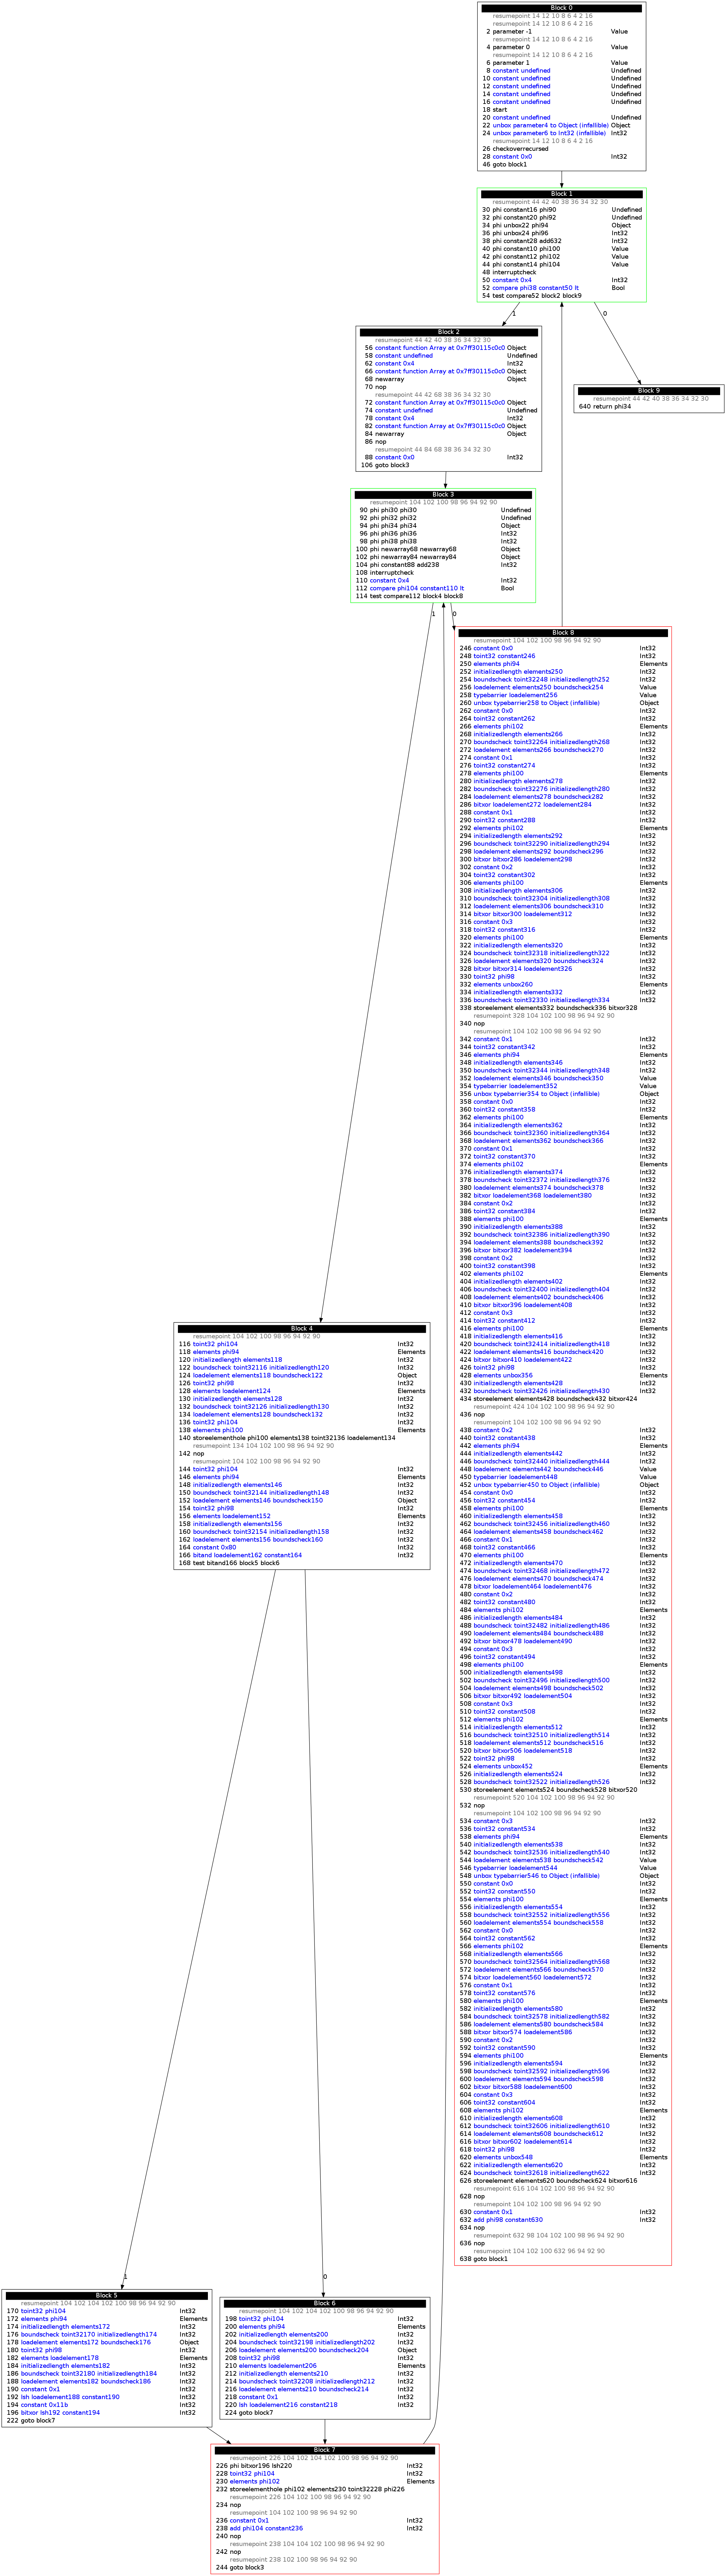 Block 0
resumepoint 14 12 10 8 6 4 2 16
resumepoint 14 12 10 8 6 4 2 16
2 parameter -1 Value
resumepoint 14 12 10 8 6 4 2 16
4 parameter 0 Value
resumepoint 14 12 10 8 6 4 2 16
6 parameter 1 Value
8 constant undefined Undefined
10 constant undefined Undefined
12 constant undefined Undefined
14 constant undefined Undefined
16 constant undefined Undefined
18 start
20 constant undefined Undefined
22 unbox parameter4 to Object (infallible) Object
24 unbox parameter6 to Int32 (infallible) Int32
resumepoint 14 12 10 8 6 4 2 16
26 checkoverrecursed
28 constant 0x0 Int32
46 goto block1
Block 1
resumepoint 44 42 40 38 36 34 32 30
30 phi constant16 phi90 Undefined
32 phi constant20 phi92 Undefined
34 phi unbox22 phi94 Object
36 phi unbox24 phi96 Int32
38 phi constant28 add632 Int32
40 phi constant10 phi100 Value
42 phi constant12 phi102 Value
44 phi constant14 phi104 Value
48 interruptcheck
50 constant 0x4 Int32
52 compare phi38 constant50 lt Bool
54 test compare52 block2 block9
1
0
Block 2
resumepoint 44 42 40 38 36 34 32 30
56 constant function Array at 0x7ff30115c0c0 Object
58 constant undefined Undefined
62 constant 0x4 Int32
66 constant function Array at 0x7ff30115c0c0 Object
68 newarray Object
70 nop
resumepoint 44 42 68 38 36 34 32 30
72 constant function Array at 0x7ff30115c0c0 Object
74 constant undefined Undefined
78 constant 0x4 Int32
82 constant function Array at 0x7ff30115c0c0 Object
84 newarray Object
86 nop
resumepoint 44 84 68 38 36 34 32 30
88 constant 0x0 Int32
106 goto block3
Block 9
resumepoint 44 42 40 38 36 34 32 30
640 return phi34
Block 3
resumepoint 104 102 100 98 96 94 92 90
90 phi phi30 phi30 Undefined
92 phi phi32 phi32 Undefined
94 phi phi34 phi34 Object
96 phi phi36 phi36 Int32
98 phi phi38 phi38 Int32
100 phi newarray68 newarray68 Object
102 phi newarray84 newarray84 Object
104 phi constant88 add238 Int32
108 interruptcheck
110 constant 0x4 Int32
112 compare phi104 constant110 lt Bool
114 test compare112 block4 block8
1
0
Block 8
resumepoint 104 102 100 98 96 94 92 90
246 constant 0x0 Int32
248 toint32 constant246 Int32
250 elements phi94 Elements
252 initializedlength elements250 Int32
254 boundscheck toint32248 initializedlength252 Int32
256 loadelement elements250 boundscheck254 Value
258 typebarrier loadelement256 Value
260 unbox typebarrier258 to Object (infallible) Object
262 constant 0x0 Int32
264 toint32 constant262 Int32
266 elements phi102 Elements
268 initializedlength elements266 Int32
270 boundscheck toint32264 initializedlength268 Int32
272 loadelement elements266 boundscheck270 Int32
274 constant 0x1 Int32
276 toint32 constant274 Int32
278 elements phi100 Elements
280 initializedlength elements278 Int32
282 boundscheck toint32276 initializedlength280 Int32
284 loadelement elements278 boundscheck282 Int32
286 bitxor loadelement272 loadelement284 Int32
288 constant 0x1 Int32
290 toint32 constant288 Int32
292 elements phi102 Elements
294 initializedlength elements292 Int32
296 boundscheck toint32290 initializedlength294 Int32
298 loadelement elements292 boundscheck296 Int32
300 bitxor bitxor286 loadelement298 Int32
302 constant 0x2 Int32
304 toint32 constant302 Int32
306 elements phi100 Elements
308 initializedlength elements306 Int32
310 boundscheck toint32304 initializedlength308 Int32
312 loadelement elements306 boundscheck310 Int32
314 bitxor bitxor300 loadelement312 Int32
316 constant 0x3 Int32
318 toint32 constant316 Int32
320 elements phi100 Elements
322 initializedlength elements320 Int32
324 boundscheck toint32318 initializedlength322 Int32
326 loadelement elements320 boundscheck324 Int32
328 bitxor bitxor314 loadelement326 Int32
330 toint32 phi98 Int32
332 elements unbox260 Elements
334 initializedlength elements332 Int32
336 boundscheck toint32330 initializedlength334 Int32
338 storeelement elements332 boundscheck336 bitxor328
resumepoint 328 104 102 100 98 96 94 92 90
340 nop
resumepoint 104 102 100 98 96 94 92 90
342 constant 0x1 Int32
344 toint32 constant342 Int32
346 elements phi94 Elements
348 initializedlength elements346 Int32
350 boundscheck toint32344 initializedlength348 Int32
352 loadelement elements346 boundscheck350 Value
354 typebarrier loadelement352 Value
356 unbox typebarrier354 to Object (infallible) Object
358 constant 0x0 Int32
360 toint32 constant358 Int32
362 elements phi100 Elements
364 initializedlength elements362 Int32
366 boundscheck toint32360 initializedlength364 Int32
368 loadelement elements362 boundscheck366 Int32
370 constant 0x1 Int32
372 toint32 constant370 Int32
374 elements phi102 Elements
376 initializedlength elements374 Int32
378 boundscheck toint32372 initializedlength376 Int32
380 loadelement elements374 boundscheck378 Int32
382 bitxor loadelement368 loadelement380 Int32
384 constant 0x2 Int32
386 toint32 constant384 Int32
388 elements phi100 Elements
390 initializedlength elements388 Int32
392 boundscheck toint32386 initializedlength390 Int32
394 loadelement elements388 boundscheck392 Int32
396 bitxor bitxor382 loadelement394 Int32
398 constant 0x2 Int32
400 toint32 constant398 Int32
402 elements phi102 Elements
404 initializedlength elements402 Int32
406 boundscheck toint32400 initializedlength404 Int32
408 loadelement elements402 boundscheck406 Int32
410 bitxor bitxor396 loadelement408 Int32
412 constant 0x3 Int32
414 toint32 constant412 Int32
416 elements phi100 Elements
418 initializedlength elements416 Int32
420 boundscheck toint32414 initializedlength418 Int32
422 loadelement elements416 boundscheck420 Int32
424 bitxor bitxor410 loadelement422 Int32
426 toint32 phi98 Int32
428 elements unbox356 Elements
430 initializedlength elements428 Int32
432 boundscheck toint32426 initializedlength430 Int32
434 storeelement elements428 boundscheck432 bitxor424
resumepoint 424 104 102 100 98 96 94 92 90
436 nop
resumepoint 104 102 100 98 96 94 92 90
438 constant 0x2 Int32
440 toint32 constant438 Int32
442 elements phi94 Elements
444 initializedlength elements442 Int32
446 boundscheck toint32440 initializedlength444 Int32
448 loadelement elements442 boundscheck446 Value
450 typebarrier loadelement448 Value
452 unbox typebarrier450 to Object (infallible) Object
454 constant 0x0 Int32
456 toint32 constant454 Int32
458 elements phi100 Elements
460 initializedlength elements458 Int32
462 boundscheck toint32456 initializedlength460 Int32
464 loadelement elements458 boundscheck462 Int32
466 constant 0x1 Int32
468 toint32 constant466 Int32
470 elements phi100 Elements
472 initializedlength elements470 Int32
474 boundscheck toint32468 initializedlength472 Int32
476 loadelement elements470 boundscheck474 Int32
478 bitxor loadelement464 loadelement476 Int32
480 constant 0x2 Int32
482 toint32 constant480 Int32
484 elements phi102 Elements
486 initializedlength elements484 Int32
488 boundscheck toint32482 initializedlength486 Int32
490 loadelement elements484 boundscheck488 Int32
492 bitxor bitxor478 loadelement490 Int32
494 constant 0x3 Int32
496 toint32 constant494 Int32
498 elements phi100 Elements
500 initializedlength elements498 Int32
502 boundscheck toint32496 initializedlength500 Int32
504 loadelement elements498 boundscheck502 Int32
506 bitxor bitxor492 loadelement504 Int32
508 constant 0x3 Int32
510 toint32 constant508 Int32
512 elements phi102 Elements
514 initializedlength elements512 Int32
516 boundscheck toint32510 initializedlength514 Int32
518 loadelement elements512 boundscheck516 Int32
520 bitxor bitxor506 loadelement518 Int32
522 toint32 phi98 Int32
524 elements unbox452 Elements
526 initializedlength elements524 Int32
528 boundscheck toint32522 initializedlength526 Int32
530 storeelement elements524 boundscheck528 bitxor520
resumepoint 520 104 102 100 98 96 94 92 90
532 nop
resumepoint 104 102 100 98 96 94 92 90
534 constant 0x3 Int32
536 toint32 constant534 Int32
538 elements phi94 Elements
540 initializedlength elements538 Int32
542 boundscheck toint32536 initializedlength540 Int32
544 loadelement elements538 boundscheck542 Value
546 typebarrier loadelement544 Value
548 unbox typebarrier546 to Object (infallible) Object
550 constant 0x0 Int32
552 toint32 constant550 Int32
554 elements phi100 Elements
556 initializedlength elements554 Int32
558 boundscheck toint32552 initializedlength556 Int32
560 loadelement elements554 boundscheck558 Int32
562 constant 0x0 Int32
564 toint32 constant562 Int32
566 elements phi102 Elements
568 initializedlength elements566 Int32
570 boundscheck toint32564 initializedlength568 Int32
572 loadelement elements566 boundscheck570 Int32
574 bitxor loadelement560 loadelement572 Int32
576 constant 0x1 Int32
578 toint32 constant576 Int32
580 elements phi100 Elements
582 initializedlength elements580 Int32
584 boundscheck toint32578 initializedlength582 Int32
586 loadelement elements580 boundscheck584 Int32
588 bitxor bitxor574 loadelement586 Int32
590 constant 0x2 Int32
592 toint32 constant590 Int32
594 elements phi100 Elements
596 initializedlength elements594 Int32
598 boundscheck toint32592 initializedlength596 Int32
600 loadelement elements594 boundscheck598 Int32
602 bitxor bitxor588 loadelement600 Int32
604 constant 0x3 Int32
606 toint32 constant604 Int32
608 elements phi102 Elements
610 initializedlength elements608 Int32
612 boundscheck toint32606 initializedlength610 Int32
614 loadelement elements608 boundscheck612 Int32
616 bitxor bitxor602 loadelement614 Int32
618 toint32 phi98 Int32
620 elements unbox548 Elements
622 initializedlength elements620 Int32
624 boundscheck toint32618 initializedlength622 Int32
626 storeelement elements620 boundscheck624 bitxor616
resumepoint 616 104 102 100 98 96 94 92 90
628 nop
resumepoint 104 102 100 98 96 94 92 90
630 constant 0x1 Int32
632 add phi98 constant630 Int32
634 nop
resumepoint 632 98 104 102 100 98 96 94 92 90
636 nop
resumepoint 104 102 100 632 96 94 92 90
638 goto block1
Block 4
resumepoint 104 102 100 98 96 94 92 90
116 toint32 phi104 Int32
118 elements phi94 Elements
120 initializedlength elements118 Int32
122 boundscheck toint32116 initializedlength120 Int32
124 loadelement elements118 boundscheck122 Object
126 toint32 phi98 Int32
128 elements loadelement124 Elements
130 initializedlength elements128 Int32
132 boundscheck toint32126 initializedlength130 Int32
134 loadelement elements128 boundscheck132 Int32
136 toint32 phi104 Int32
138 elements phi100 Elements
140 storeelementhole phi100 elements138 toint32136 loadelement134
resumepoint 134 104 102 100 98 96 94 92 90
142 nop
resumepoint 104 102 100 98 96 94 92 90
144 toint32 phi104 Int32
146 elements phi94 Elements
148 initializedlength elements146 Int32
150 boundscheck toint32144 initializedlength148 Int32
152 loadelement elements146 boundscheck150 Object
154 toint32 phi98 Int32
156 elements loadelement152 Elements
158 initializedlength elements156 Int32
160 boundscheck toint32154 initializedlength158 Int32
162 loadelement elements156 boundscheck160 Int32
164 constant 0x80 Int32
166 bitand loadelement162 constant164 Int32
168 test bitand166 block5 block6
1
0
Block 5
resumepoint 104 102 104 102 100 98 96 94 92 90
170 toint32 phi104 Int32
172 elements phi94 Elements
174 initializedlength elements172 Int32
176 boundscheck toint32170 initializedlength174 Int32
178 loadelement elements172 boundscheck176 Object
180 toint32 phi98 Int32
182 elements loadelement178 Elements
184 initializedlength elements182 Int32
186 boundscheck toint32180 initializedlength184 Int32
188 loadelement elements182 boundscheck186 Int32
190 constant 0x1 Int32
192 lsh loadelement188 constant190 Int32
194 constant 0x11b Int32
196 bitxor lsh192 constant194 Int32
222 goto block7
Block 6
resumepoint 104 102 104 102 100 98 96 94 92 90
198 toint32 phi104 Int32
200 elements phi94 Elements
202 initializedlength elements200 Int32
204 boundscheck toint32198 initializedlength202 Int32
206 loadelement elements200 boundscheck204 Object
208 toint32 phi98 Int32
210 elements loadelement206 Elements
212 initializedlength elements210 Int32
214 boundscheck toint32208 initializedlength212 Int32
216 loadelement elements210 boundscheck214 Int32
218 constant 0x1 Int32
220 lsh loadelement216 constant218 Int32
224 goto block7
Block 7
resumepoint 226 104 102 104 102 100 98 96 94 92 90
226 phi bitxor196 lsh220 Int32
228 toint32 phi104 Int32
230 elements phi102 Elements
232 storeelementhole phi102 elements230 toint32228 phi226
resumepoint 226 104 102 100 98 96 94 92 90
234 nop
resumepoint 104 102 100 98 96 94 92 90
236 constant 0x1 Int32
238 add phi104 constant236 Int32
240 nop
resumepoint 238 104 104 102 100 98 96 94 92 90
242 nop
resumepoint 238 102 100 98 96 94 92 90
244 goto block3